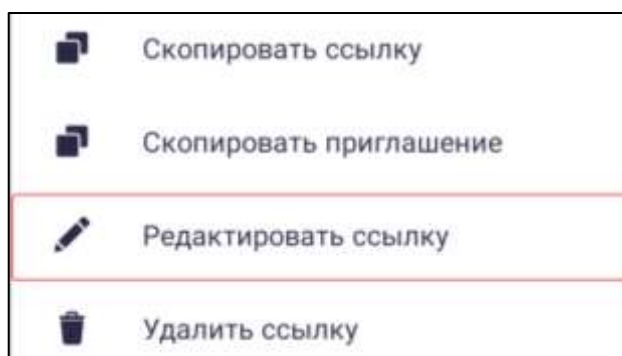 Скопировать ссылку
Скопировать приглашение
Редактировать ссылку
Удалить ссылку